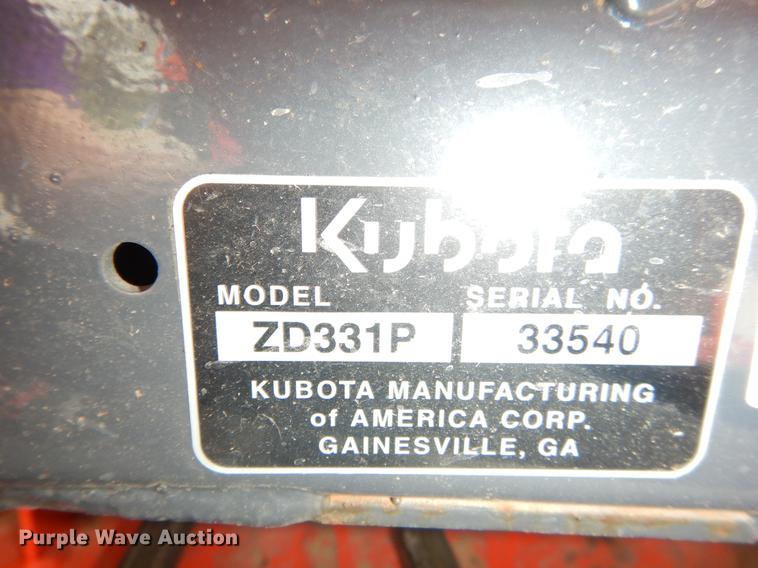 Kubota
MODEL SERIAL NO.
ZD331P 33540
KUBOTA MANUFACTURING
of AMERICA CORP.
GAINESVILLE, GA
Purple Wave Auction